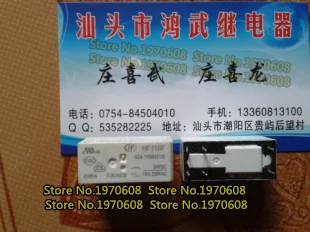 汕头市鸿武继电器
Store No.1970608 Store No.1970608
庄喜武 庄喜龙
Store No.1970608
电话：0754-84504010 手机：13360813100
Q Q：535282225 地址：汕头市潮阳区贵屿后望村
HF115F
Store No.1970608 Store No.1970608
Store No.1970608 Store No.1970608